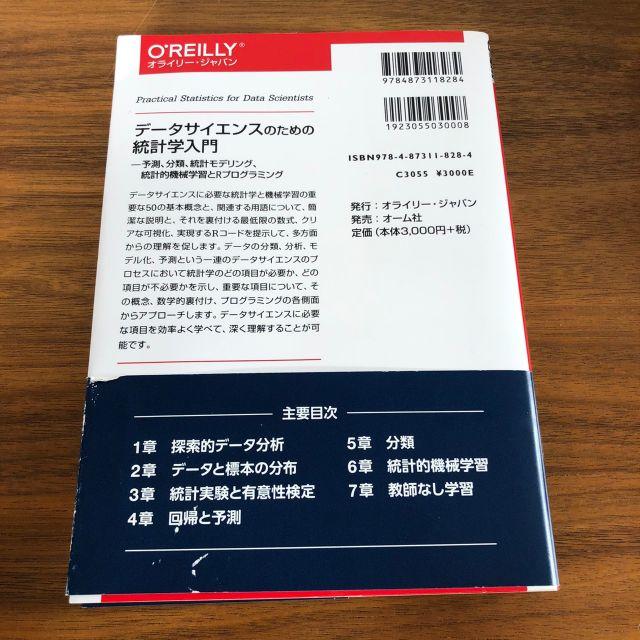 O'REILLY®
オライリー・ジャパン
Practical Statistics for Data Scientists
データサイエンスのための
統計学入門
―予測、分類、統計モデリング、
統計的機械学習とRプログラミング
データサイエンスに必要な統計学と機械学習の重
要な50の基本概念と、関連する用語について、簡
潔な説明と、それを裏付ける最低限の数式、クリ
アな可視化、実現するRコードを提示して、多方面
からの理解を促します。データの分類、分析、モ
デル化、予測という一連のデータサイエンスのプ
ロセスにおいて統計学のどの項目が必要か、どの
項目が不必要かを示し、重要な項目について、そ
の概念、数学的裏付け、プログラミングの各側面
からアプローチします。データサイエンスに必要
な項目を効率よく学べて、深く理解することが可
能です。
9784873118284
1923055030008
ISBN978-4-87311-828-4
C3055 ¥3000E
発行：オライリー・ジャパン
発売：オーム社
定価（本体3,000円+税）
主要目次
1章 探索的データ分析
2章 データと標本の分布
3章 統計実験と有意性検定
4章 回帰と予測
5章 分類
6章 統計的機械学習
7章 教師なし学習